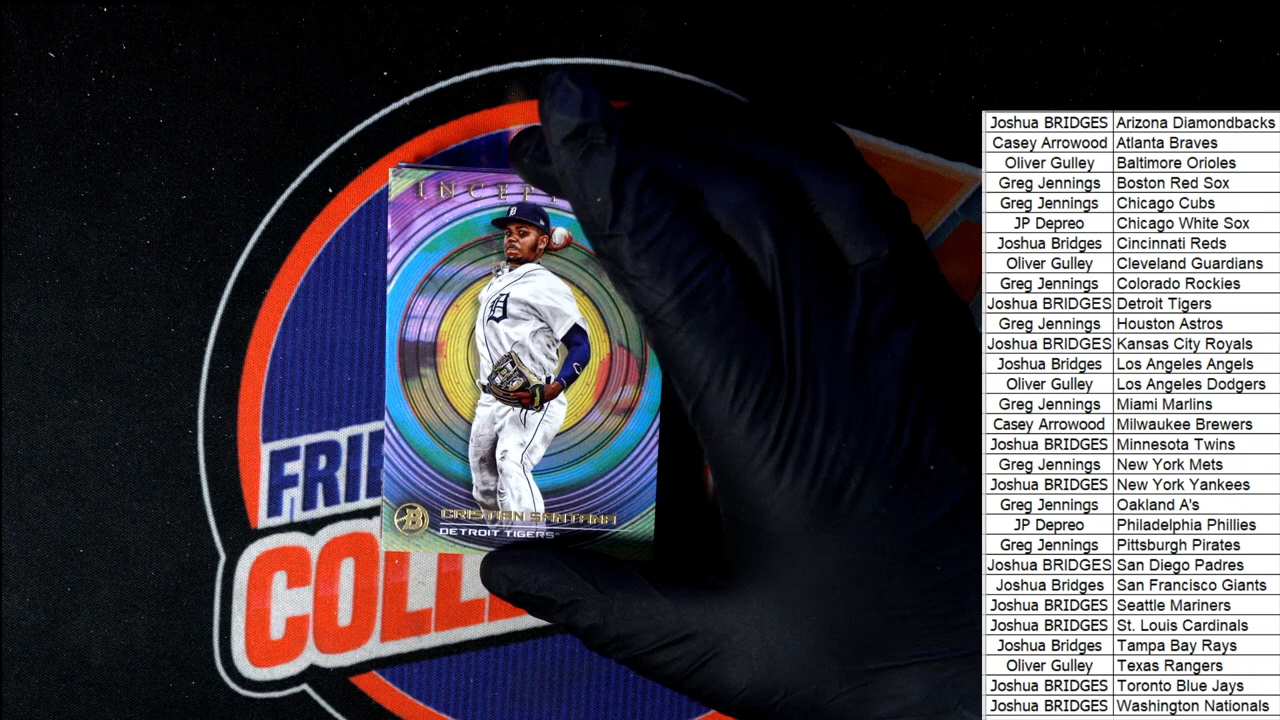 INCEPT
D
CRISTIAN SANTANA
DETROIT TIGERS
B
FRIE
COLLE
Joshua BRIDGES Arizona Diamondbacks
Casey Arrowood Atlanta Braves
Oliver Gulley Baltimore Orioles
Greg Jennings Boston Red Sox
Greg Jennings Chicago Cubs
JP Depreo Chicago White Sox
Joshua Bridges Cincinnati Reds
Oliver Gulley Cleveland Guardians
Greg Jennings Colorado Rockies
Joshua BRIDGES Detroit Tigers
Greg Jennings Houston Astros
Joshua BRIDGES Kansas City Royals
Joshua Bridges Los Angeles Angels
Oliver Gulley Los Angeles Dodgers
Greg Jennings Miami Marlins
Casey Arrowood Milwaukee Brewers
Joshua BRIDGES Minnesota Twins
Greg Jennings New York Mets
Joshua BRIDGES New York Yankees
Greg Jennings Oakland A's
JP Depreo Philadelphia Phillies
Greg Jennings Pittsburgh Pirates
Joshua BRIDGES San Diego Padres
Joshua Bridges San Francisco Giants
Joshua BRIDGES Seattle Mariners
Joshua BRIDGES St. Louis Cardinals
Joshua Bridges Tampa Bay Rays
Oliver Gulley Texas Rangers
Joshua BRIDGES Toronto Blue Jays
Joshua BRIDGES Washington Nationals